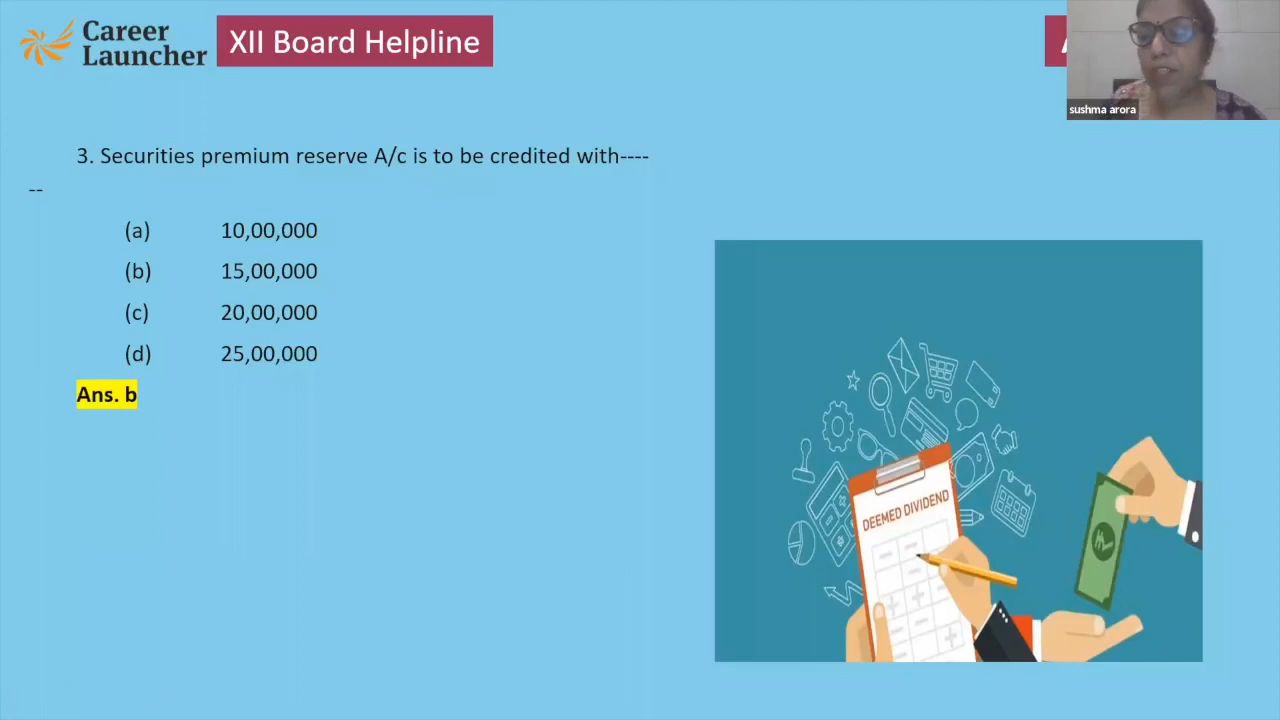 Career
Launcher
XII Board Helpline
sushma arora
3. Securities premium reserve A/c is to be credited with----
--
(a) 10,00,000
(b) 15,00,000
(c) 20,00,000
(d) 25,00,000
Ans. b
DEEMED DIVIDEND